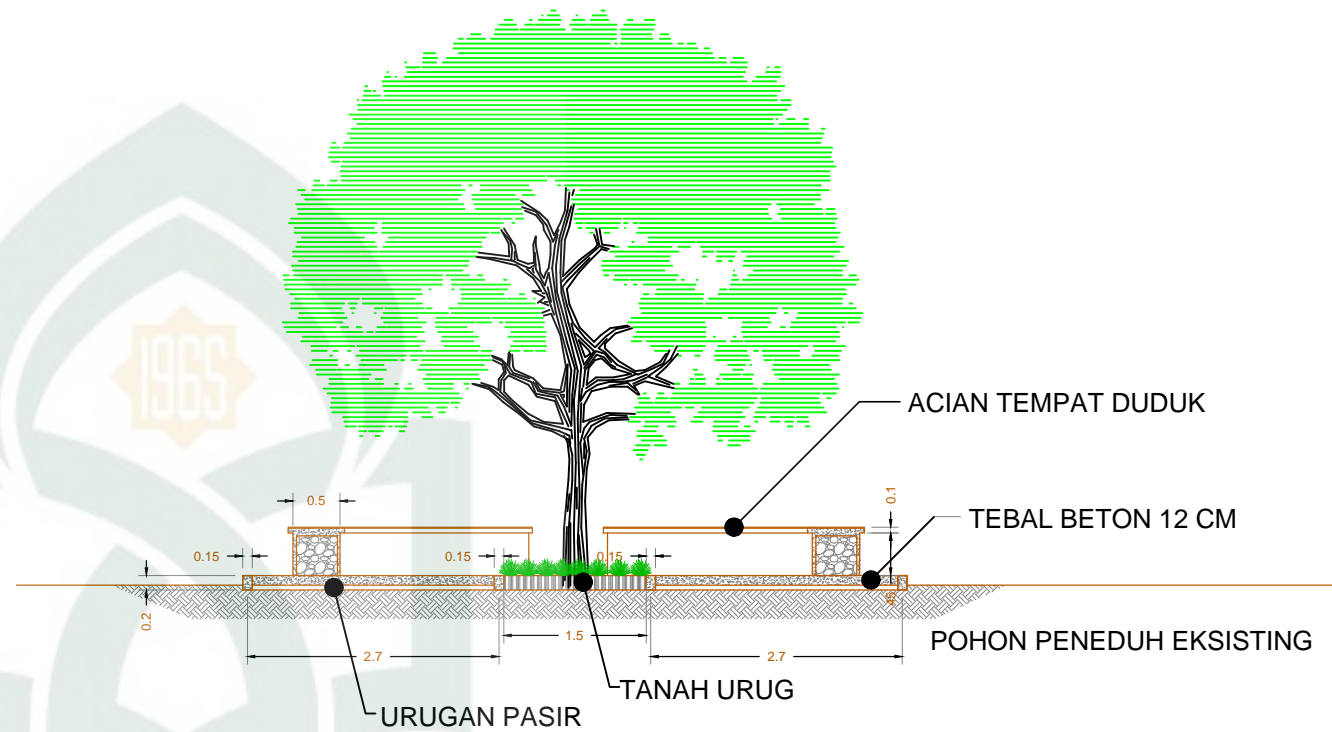 1965
ACIAN TEMPAT DUDUK
0.5
0.1
TEBAL BETON 12 CM
0.15
0.15
0.15
0.2
45
1.5
POHON PENEDUH EKSISTING
2.7
2.7
TANAH URUG
URUGAN PASIR